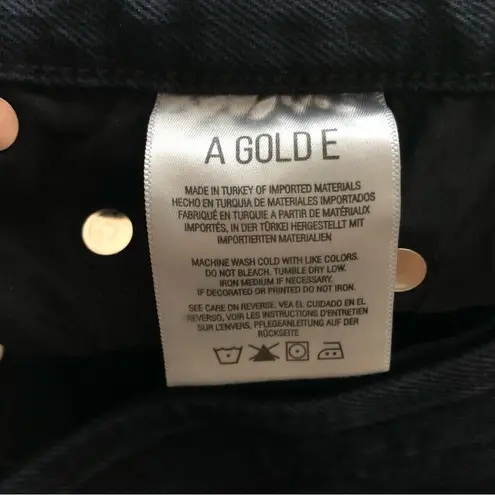 A GOLD E
MADE IN TURKEY OF IMPORTED MATERIALS
HECHO EN TURQUIA DE MATERIALES IMPORTADOS
FABRIQUÉ EN TURQUIE A PARTIR DE MATÉRIAUX
IMPORTÉS, IN DER TÜRKEI HERGESTELLT MIT
IMPORTIERTEN MATERIALIEN
MACHINE WASH COLD WITH LIKE COLORS.
DO NOT BLEACH. TUMBLE DRY LOW.
IRON MEDIUM IF NECESSARY.
IF DECORATED OR PRINTED DO NOT IRON.
SEE CARE ON REVERSE. VEA EL CUIDADO EN EL
REVERSO, VOIR LES INSTRUCTIONS D'ENTRETIEN
SUR L'ENVERS, PFLEGEANLEITUNG AUF DER
RÜCKSEITE